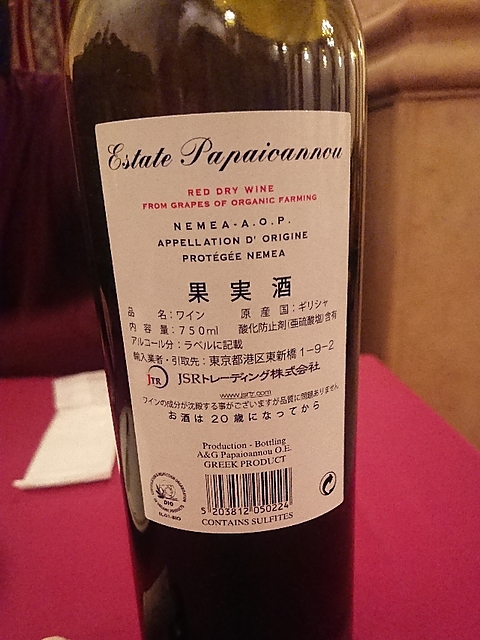 Estate Papaioannou
RED DRY WINE
FROM GRAPES OF ORGANIC FARMING
NEMEA-A.O.P.
APPELLATION D' ORIGINE
PROTÉGÉE NEMEA
果実酒
品 名:ワイン 原産国:ギリシャ
内容量:750ml 酸化防止剤(亜硫酸塩)含有
アルコール分:ラベルに記載
輸入業者・引取先:東京都港区東新橋1-9-2
JTR JSRトレーディング株式会社
www.jsrtr.com
ワインの成分が沈殿する事がございますが品質に問題ありません
お酒は20歳になってから
Production - Bottling
A&G Papaioannou O.E.
GREEK PRODUCT
DIO
5 203812 050224
CONTAINS SULFITES